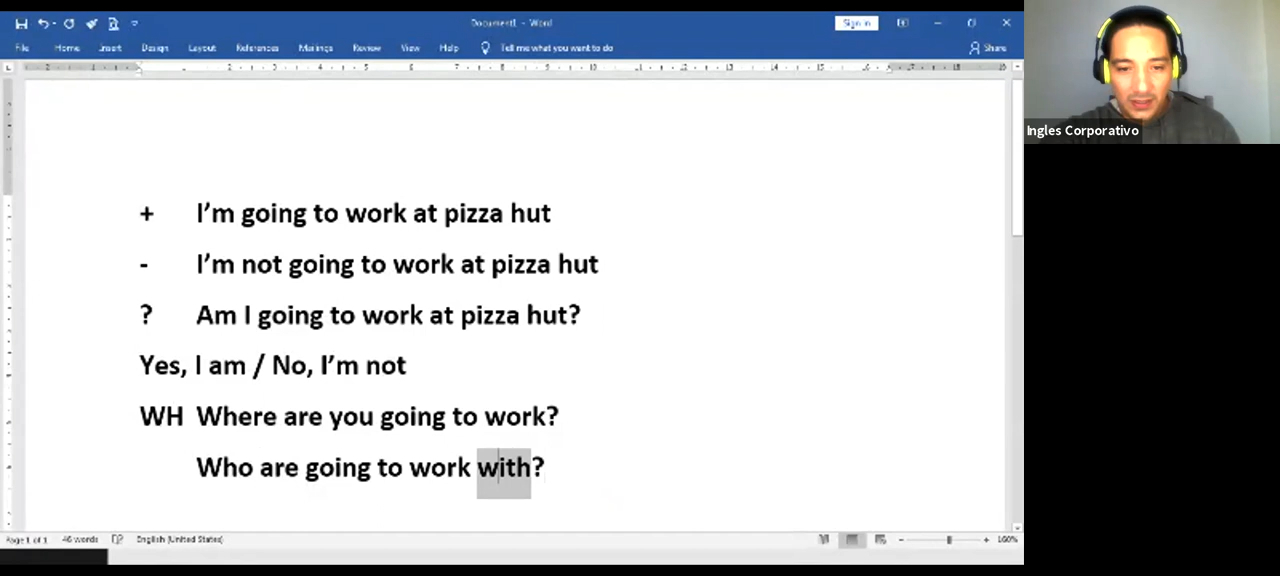 Document1 - Word
Sign in
File Home Insert Design Layout References Mailings Review View Help Tell me what you want to do Share
+ I'm going to work at pizza hut
- I'm not going to work at pizza hut
? Am I going to work at pizza hut?
Yes, I am / No, I'm not
WH Where are you going to work?
Who are going to work with?
Page 1 of 1 46 words English (United States) 160%
Ingles Corporativo